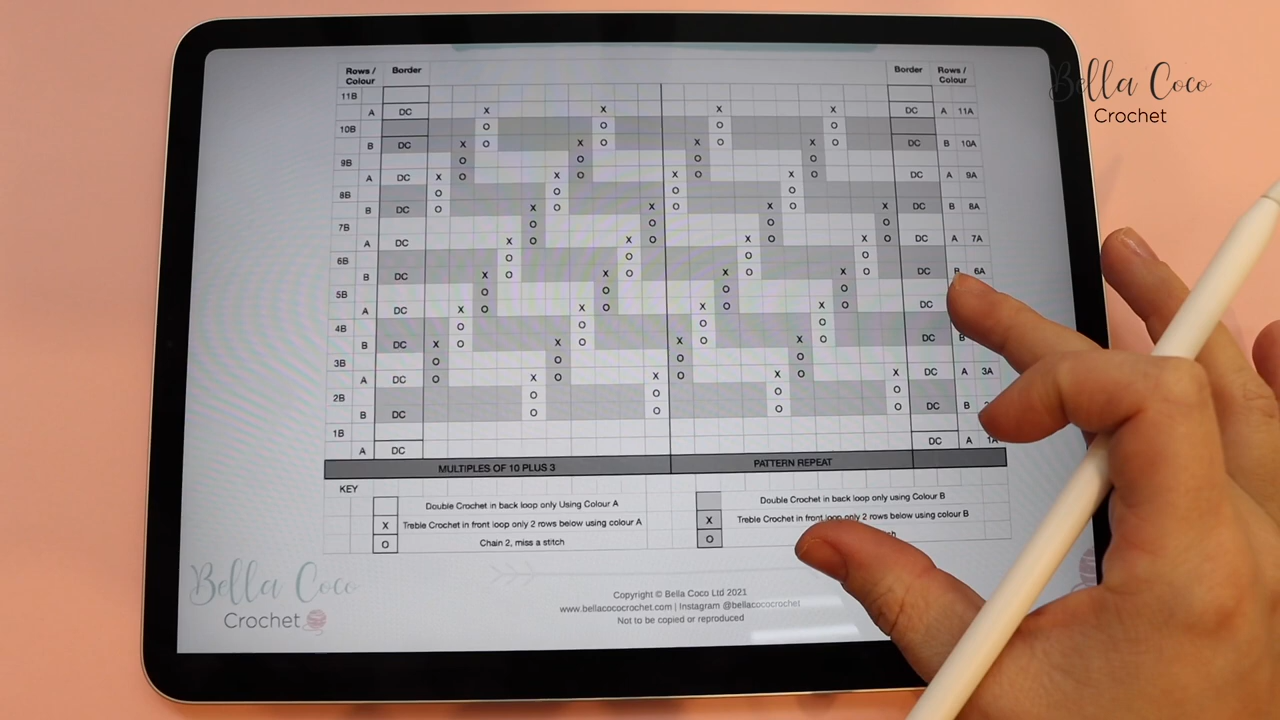 Bella Coco
Crochet
Rows / Colour Border Border Rows / Colour
11B
A DC X X X X DC A 11A
10B O O O O
B DC X O X O X O X O DC B 10A
9B O O O O
A DC X O X O X O X O DC A 9A
8B O O O O
B DC O X O X O X O X DC B 8A
7B O O O O
A DC X O X O X O X O DC A 7A
6B O O O O
B DC X O X O X O X O DC B 6A
5B O O O O
A DC X O X O X O X O DC
4B O O O O
B DC X O X O X O X O DC B
3B O O O O
A DC O X O X O X O X DC A 3A
2B O O O O
B DC O O O O DC B
1B
A DC DC A 1A
MULTIPLES OF 10 PLUS 3 PATTERN REPEAT
KEY
Double Crochet in back loop only Using Colour A
X Treble Crochet in front loop only 2 rows below using colour A
O Chain 2, miss a stitch
Double Crochet in back loop only using Colour B
X Treble Crochet in front loop only 2 rows below using colour B
O
Bella Coco
Crochet
Copyright © Bella Coco Ltd 2021
www.bellacococrochet.com | Instagram @bellacococrochet
Not to be copied or reproduced